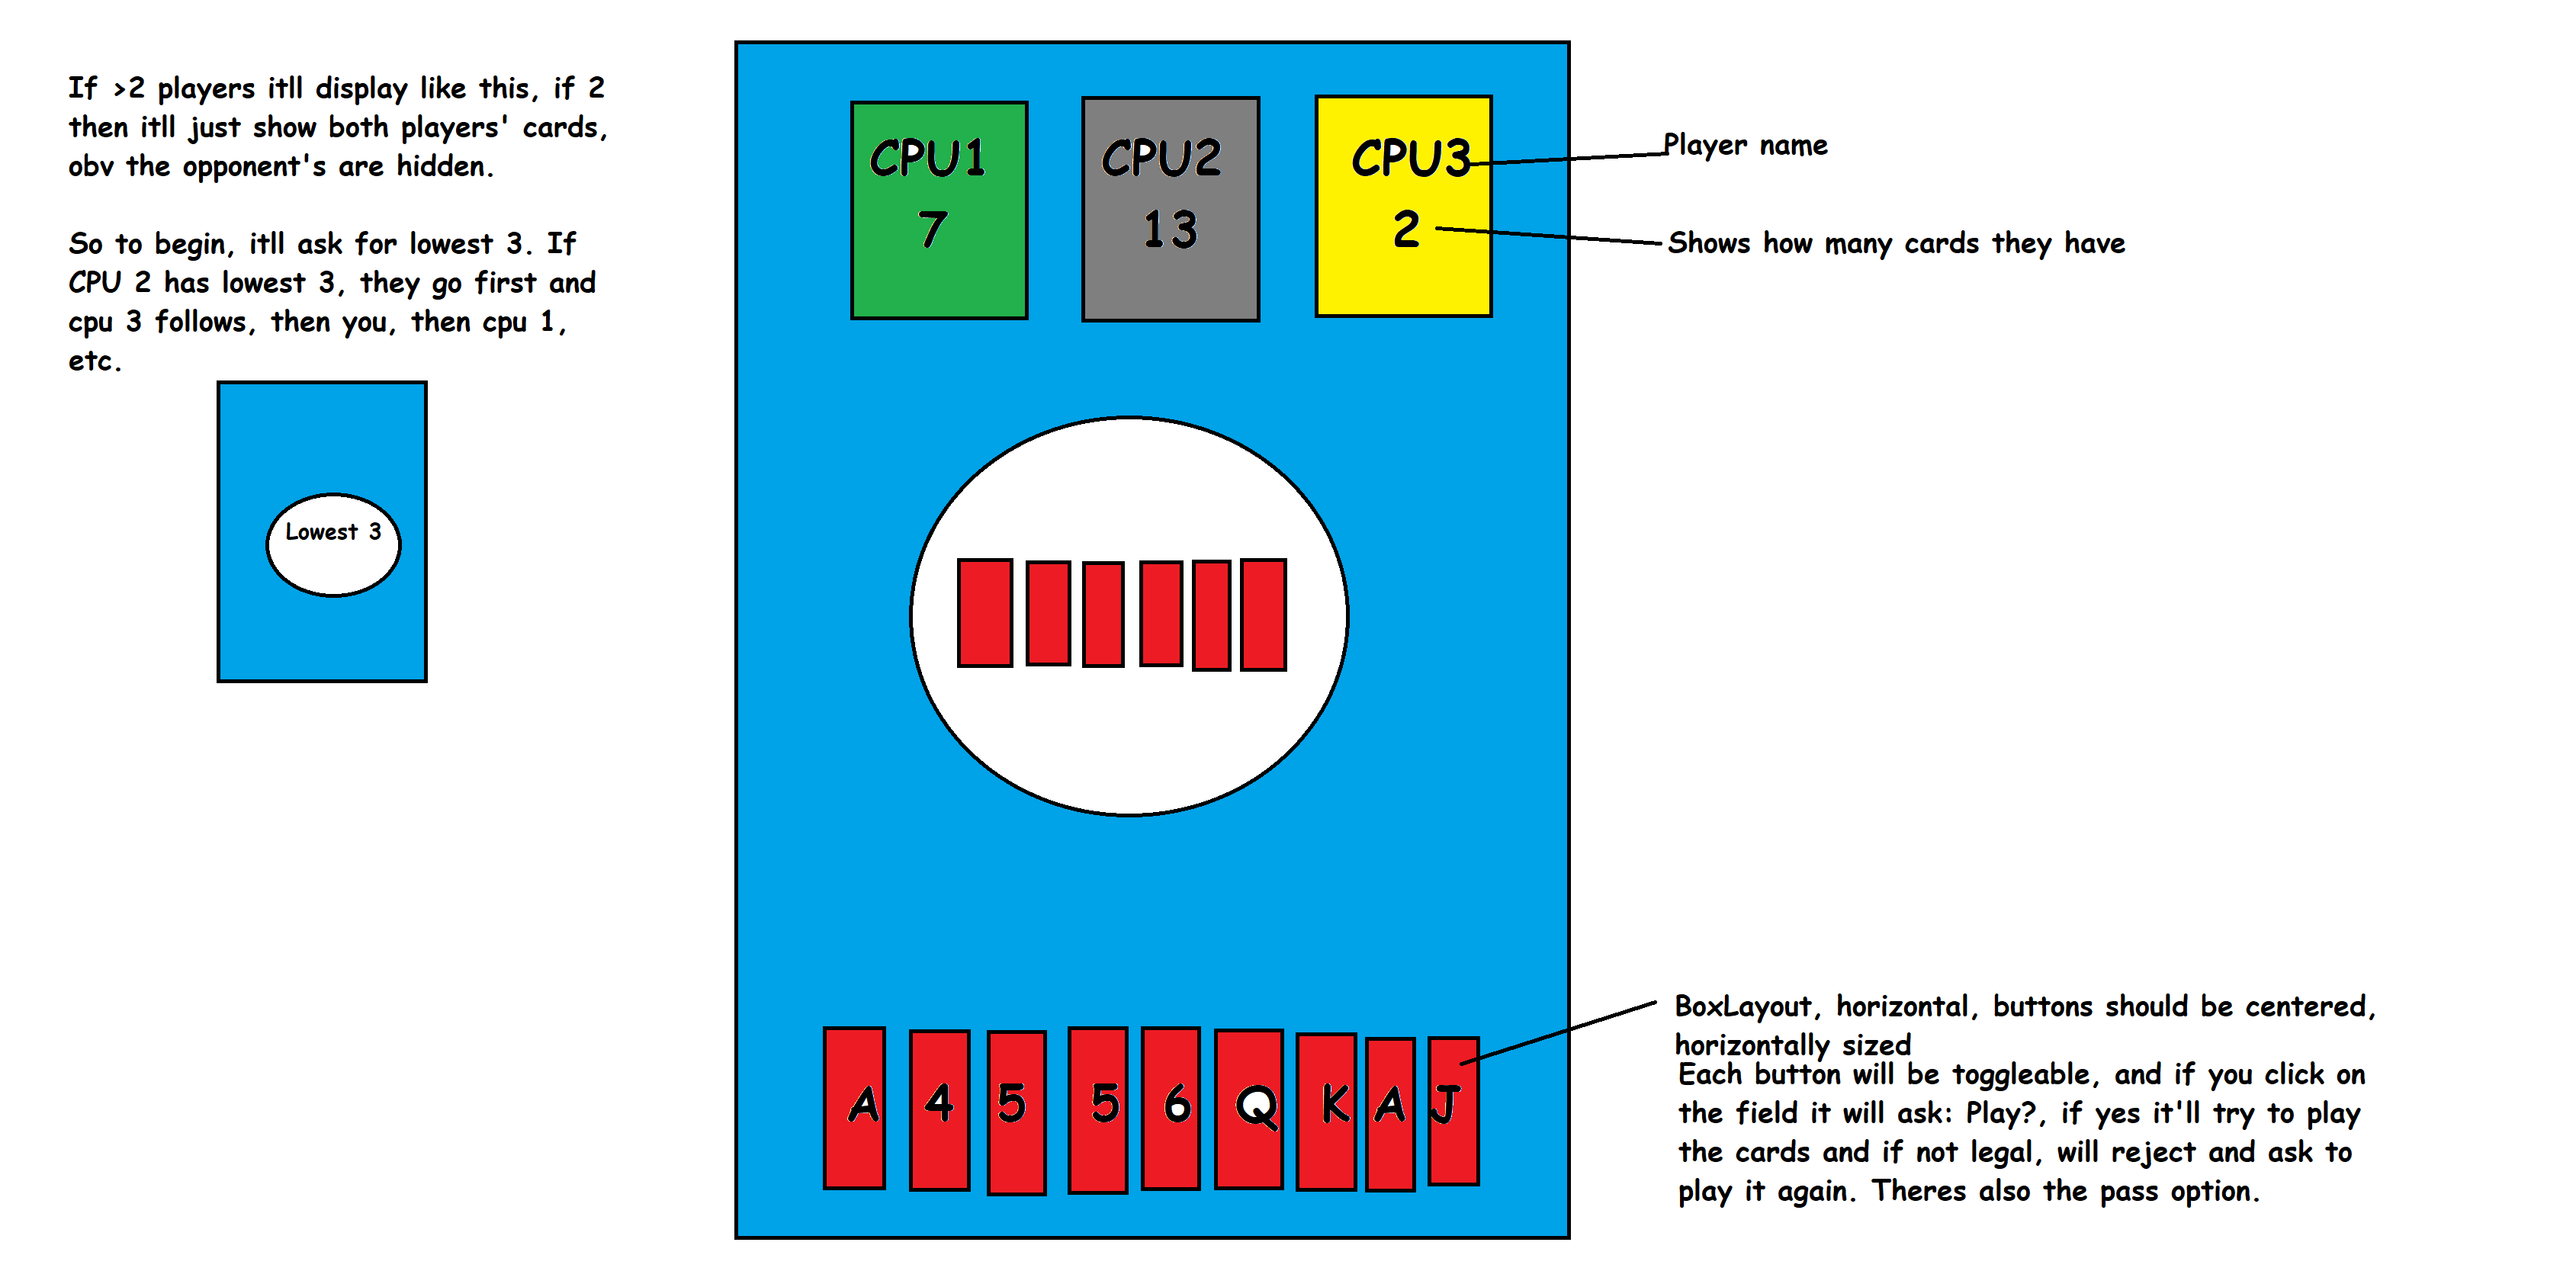 If >2 players itll display like this, if 2
then itll just show both players' cards,
obv the opponent's are hidden.
So to begin, itll ask for lowest 3. If
CPU 2 has lowest 3, they go first and
cpu 3 follows, then you, then cpu 1,
etc.
Lowest 3
CPU1
7
CPU2
13
CPU3
2
Player name
Shows how many cards they have
A 4 5 5 6 Q K A J
BoxLayout, horizontal, buttons should be centered,
horizontally sized
Each button will be toggleable, and if you click on
the field it will ask: Play?, if yes it'll try to play
the cards and if not legal, will reject and ask to
play it again. Theres also the pass option.